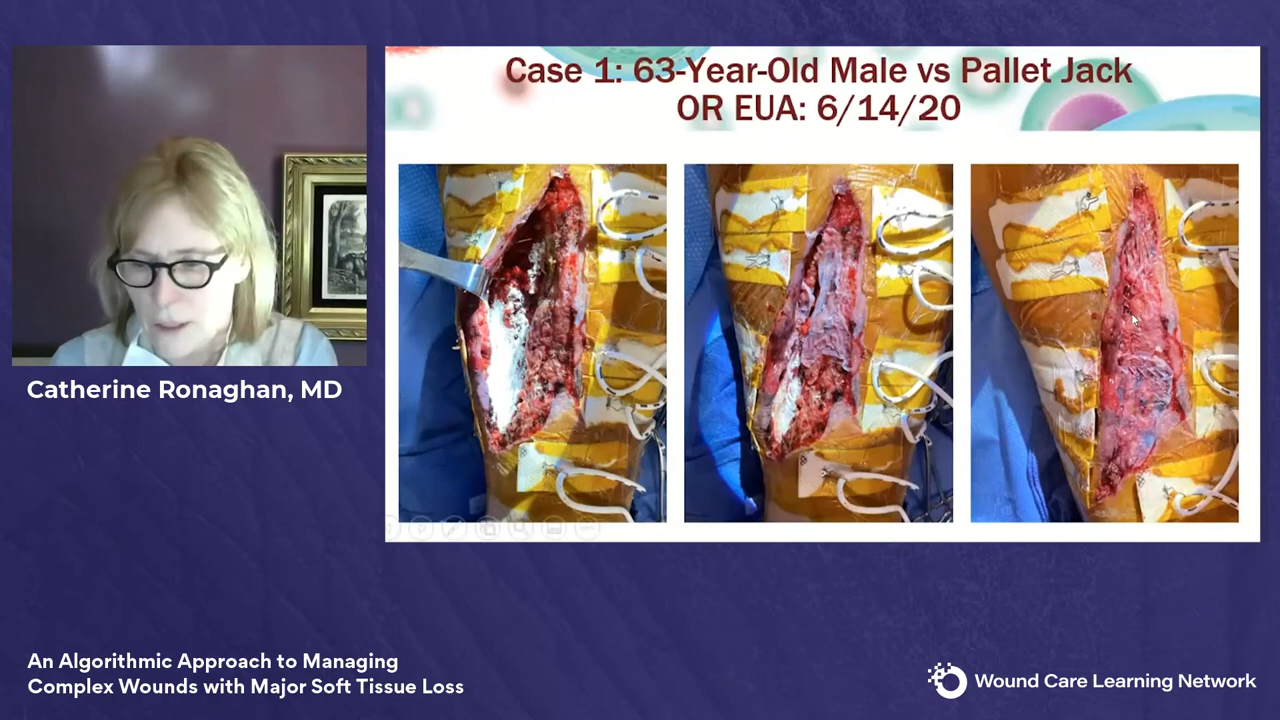 Case 1: 63-Year-Old Male vs Pallet Jack
OR EUA: 6/14/20
Catherine Ronaghan, MD
An Algorithmic Approach to Managing
Complex Wounds with Major Soft Tissue Loss
Wound Care Learning Network